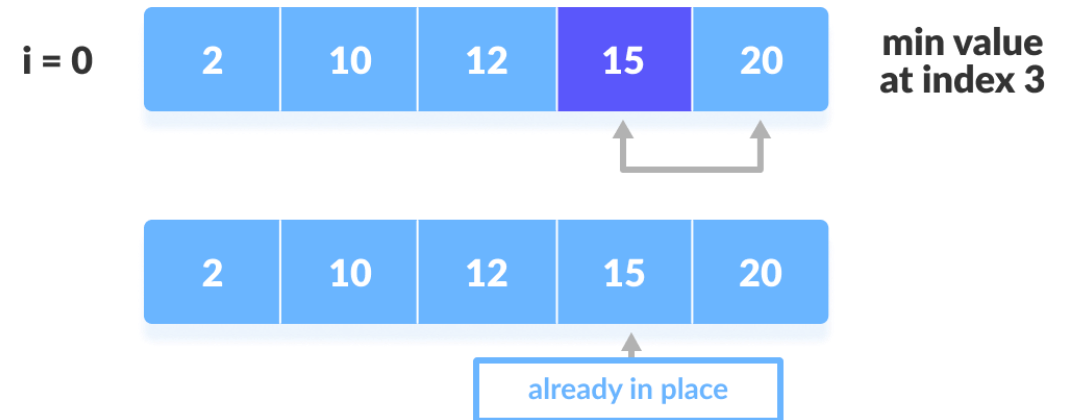 i = 0
2 10 12 15 20
min value
at index 3
2 10 12 15 20
already in place